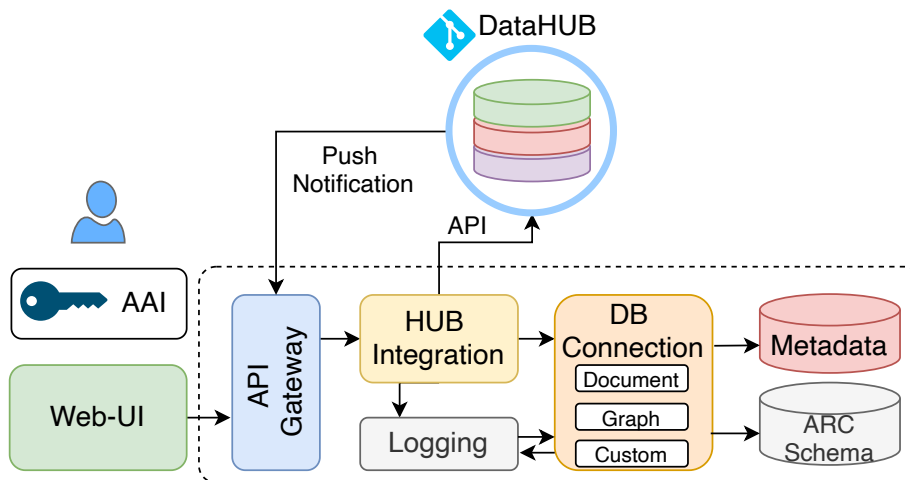 DataHUB
Push
Notification
API
AAI
Web-UI
API
Gateway
HUB
Integration
Logging
DB
Connection
Document
Graph
Custom
Metadata
ARC
Schema